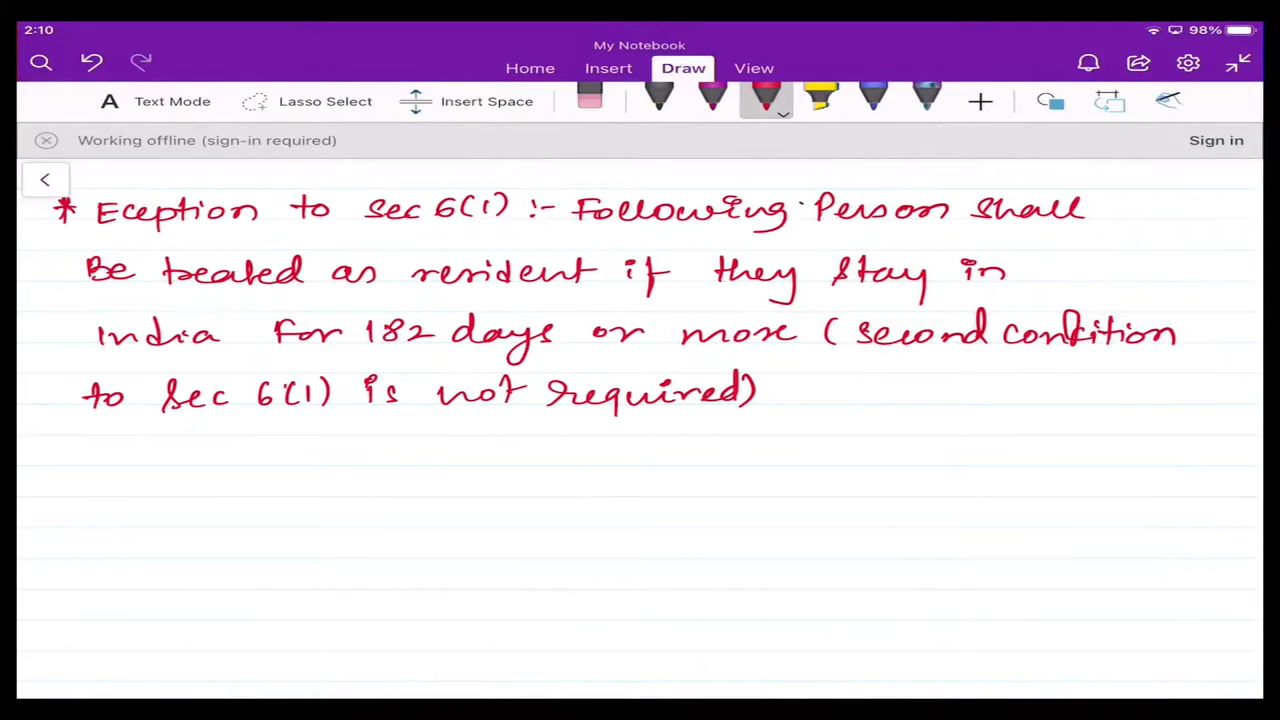 2:10
98%
My Notebook
Home Insert Draw View
A Text Mode Lasso Select Insert Space
Working offline (sign-in required) Sign in
* Eception to sec 6(1) :- Following Person shall
Be treated as resident if they stay in
India For 182 days or more (second condition
to sec 6(1) is not required)